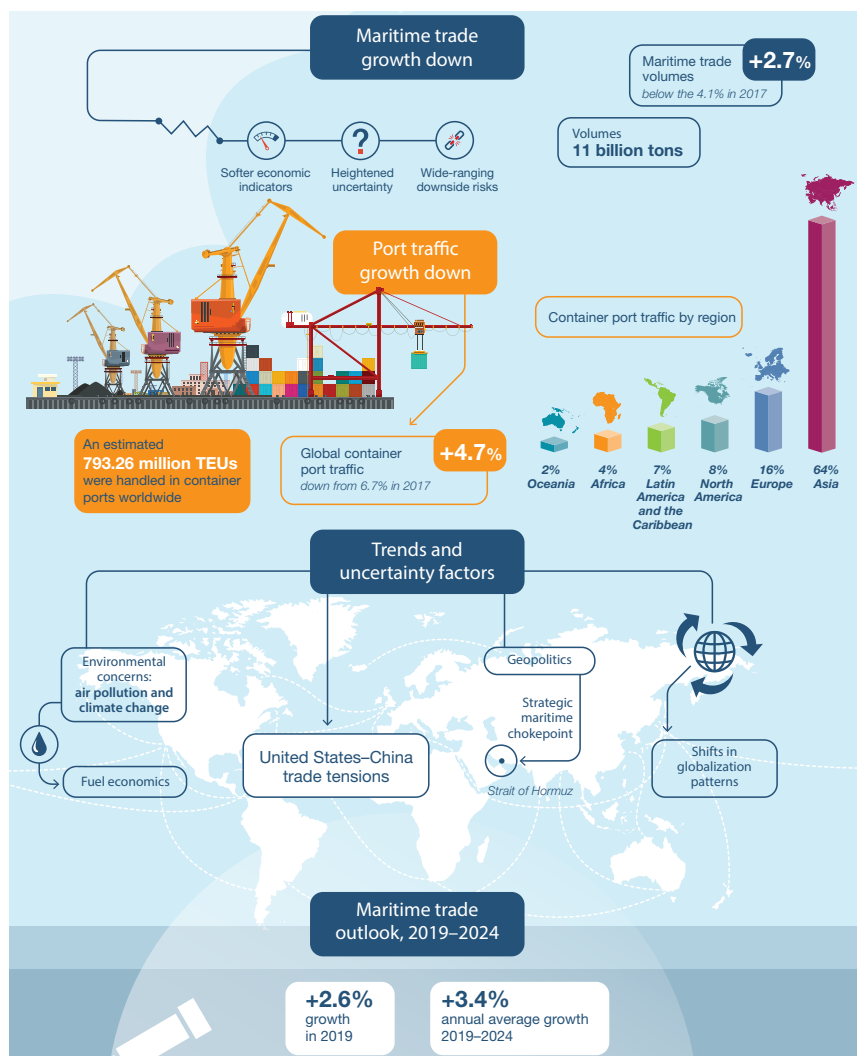 Maritime trade
growth down
Maritime trade
volumes
+2.7%
below the 4.1% in 2017
Volumes
11 billion tons
Softer economic
indicators
Heightened
uncertainty
?
Wide-ranging
downside risks
Port traffic
growth down
Container port traffic by region
An estimated
793.26 million TEUs
were handled in container
ports worldwide
Global container
port traffic
+4.7%
down from 6.7% in 2017
2%
Oceania
4%
Africa
7%
Latin
America
and the
Caribbean
8%
North
America
16%
Europe
64%
Asia
Trends and
uncertainty factors
Environmental
concerns:
air pollution and
climate change
Fuel economics
United States–China
trade tensions
Geopolitics
Strategic
maritime
chokepoint
Strait of Hormuz
Shifts in
globalization
patterns
Maritime trade
outlook, 2019–2024
+2.6%
growth
in 2019
+3.4%
annual average growth
2019–2024